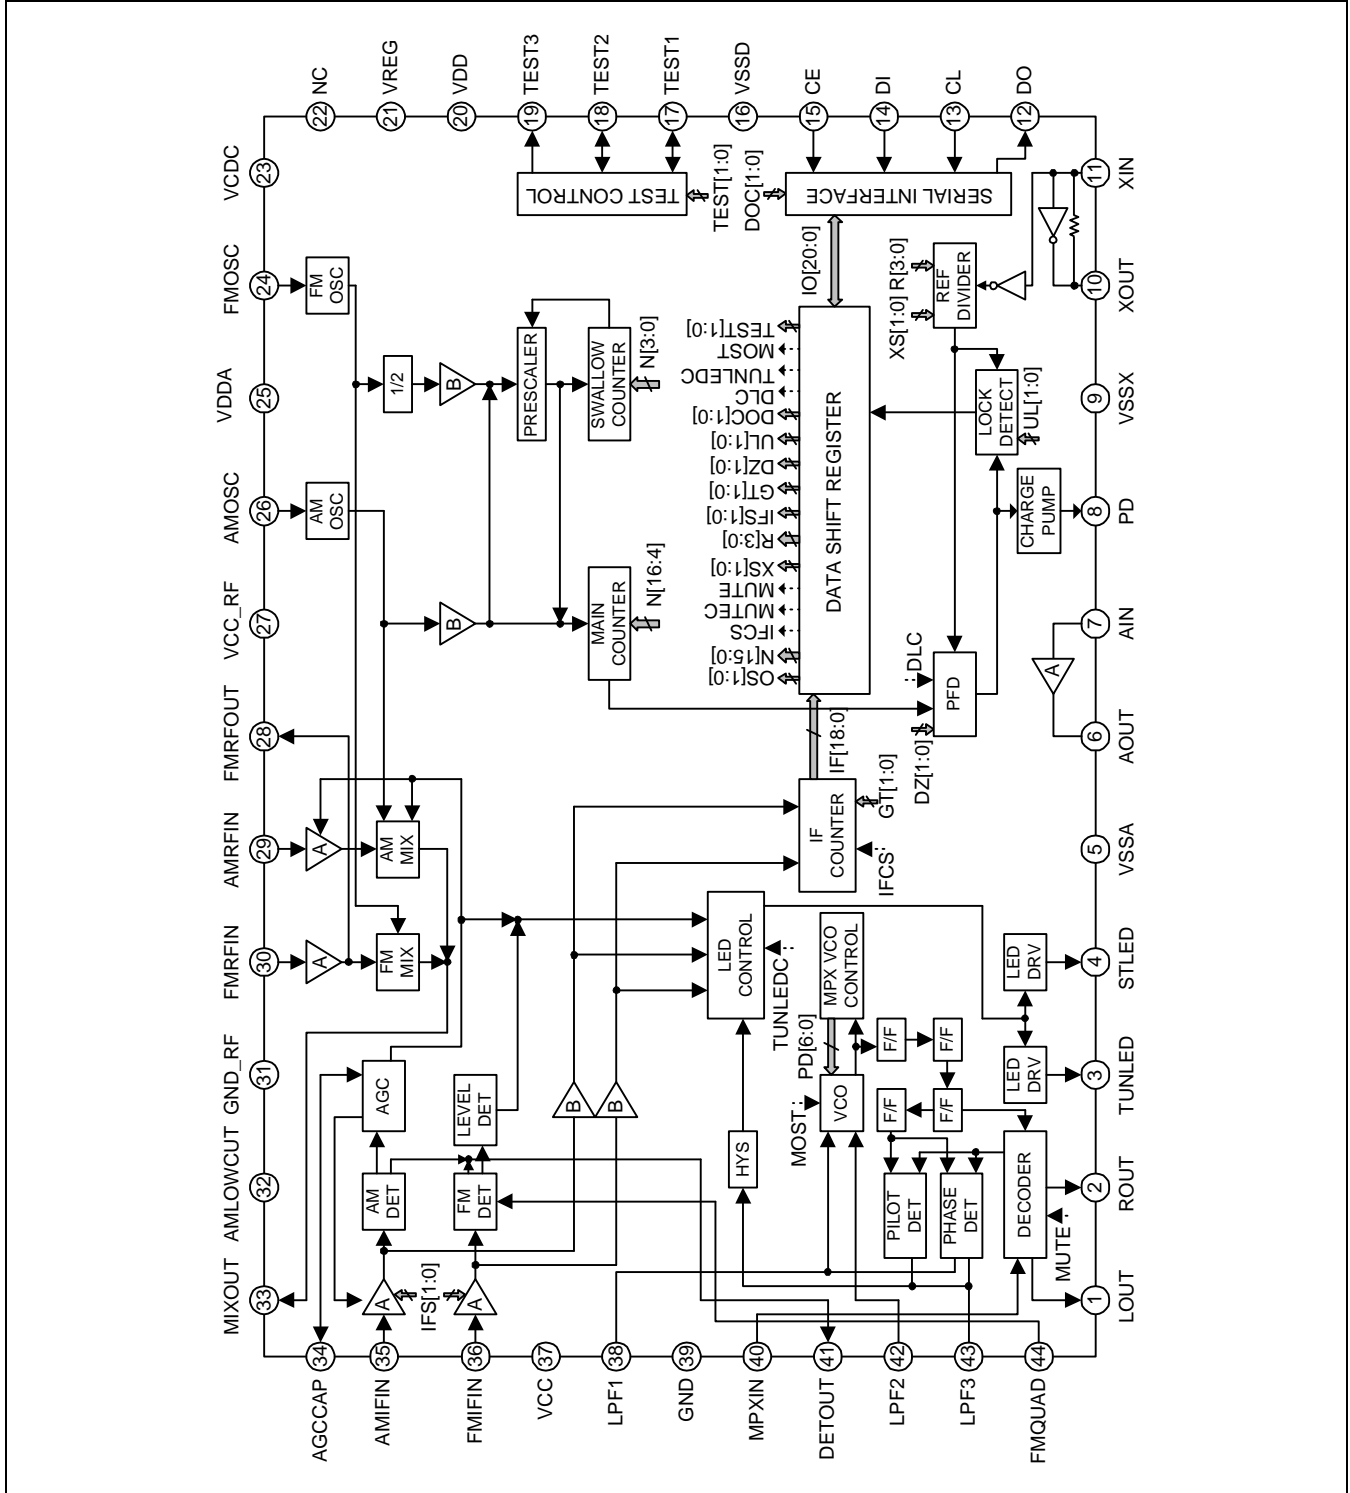 MIXOUT
33
AMLOWCUT
32
GND_RF
31
FMRFIN
30
AMRFIN
29
FMRFOUT
28
VCC_RF
27
AMOSC
26
VDDA
25
FMOSC
24
VCDC
23
AGCCAP
34
AMIFIN
35
FMIFIN
36
VCC
37
LPF1
38
GND
39
MPXIN
40
DETOUT
41
LPF2
42
LPF3
43
FMQUAD
44
22
NC
21
VREG
20
VDD
19
TEST3
18
TEST2
17
TEST1
16
VSSD
15
CE
14
DI
13
CL
12
DO
1
LOUT
2
ROUT
3
TUNLED
4
STLED
5
VSSA
6
AOUT
7
AIN
8
PD
9
VSSX
10
XOUT
11
XIN
A
A
IFS[1:0]
AM
DET
FM
DET
AGC
LEVEL
DET
A
FM
MIX
A
AM
MIX
AM
OSC
FM
OSC
1/2
B
B
PRESCALER
SWALLOW
COUNTER
N[3:0]
MAIN
COUNTER
N[16:4]
TEST CONTROL
TEST[1:0]
DOC[1:0]
SERIAL INTERFACE
IO[20:0]
B
B
HYS
LED
CONTROL
TUNLEDC
IF
COUNTER
IFCS
GT[1:0]
IF[18:0]
DATA SHIFT REGISTER
OS[1:0]
N[15:0]
IFCS
MUTEC
MUTE
XS[1:0]
R[3:0]
IFS[1:0]
GT[1:0]
DZ[1:0]
UL[1:0]
DOC[1:0]
DLC
TUNLEDC
MOST
TEST[1:0]
MPX VCO
CONTROL
PD[6:0]
VCO
MOST
F/F
F/F
F/F
F/F
PILOT
DET
PHASE
DET
DECODER
MUTE
LED
DRV
LED
DRV
PFD
DLC
DZ[1:0]
A
CHARGE
PUMP
LOCK
DETECT
UL[1:0]
REF
DIVIDER
XS[1:0]
R[3:0]